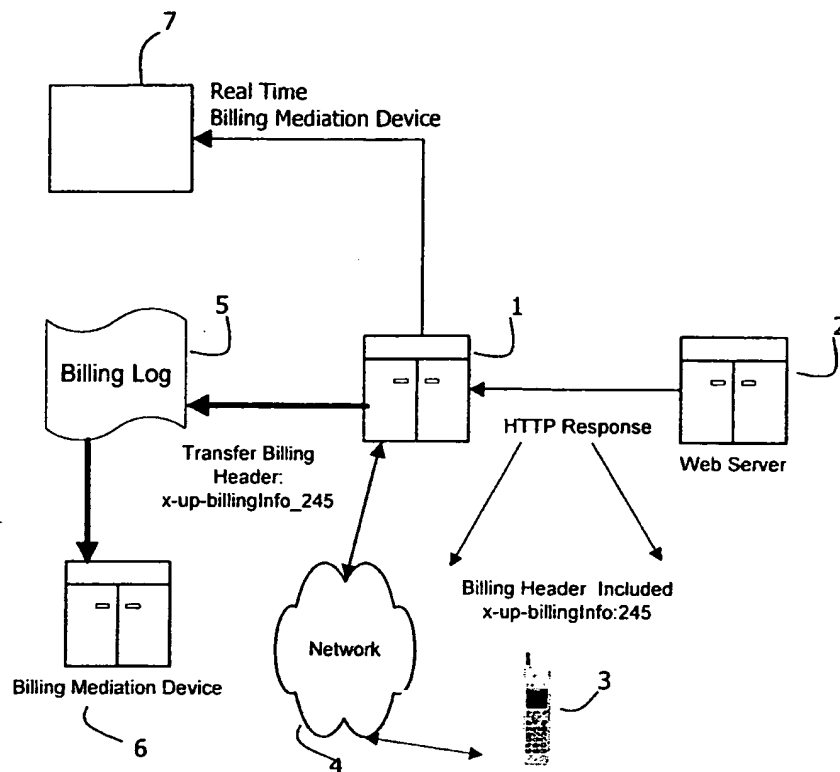 7
Real Time
Billing Mediation Device
5
1
2
Billing Log
HTTP Response
Web Server
Transfer Billing
Header:
x-up-billingInfo_245
Billing Header Included
x-up-billingInfo:245
Network
3
Billing Mediation Device
6
4